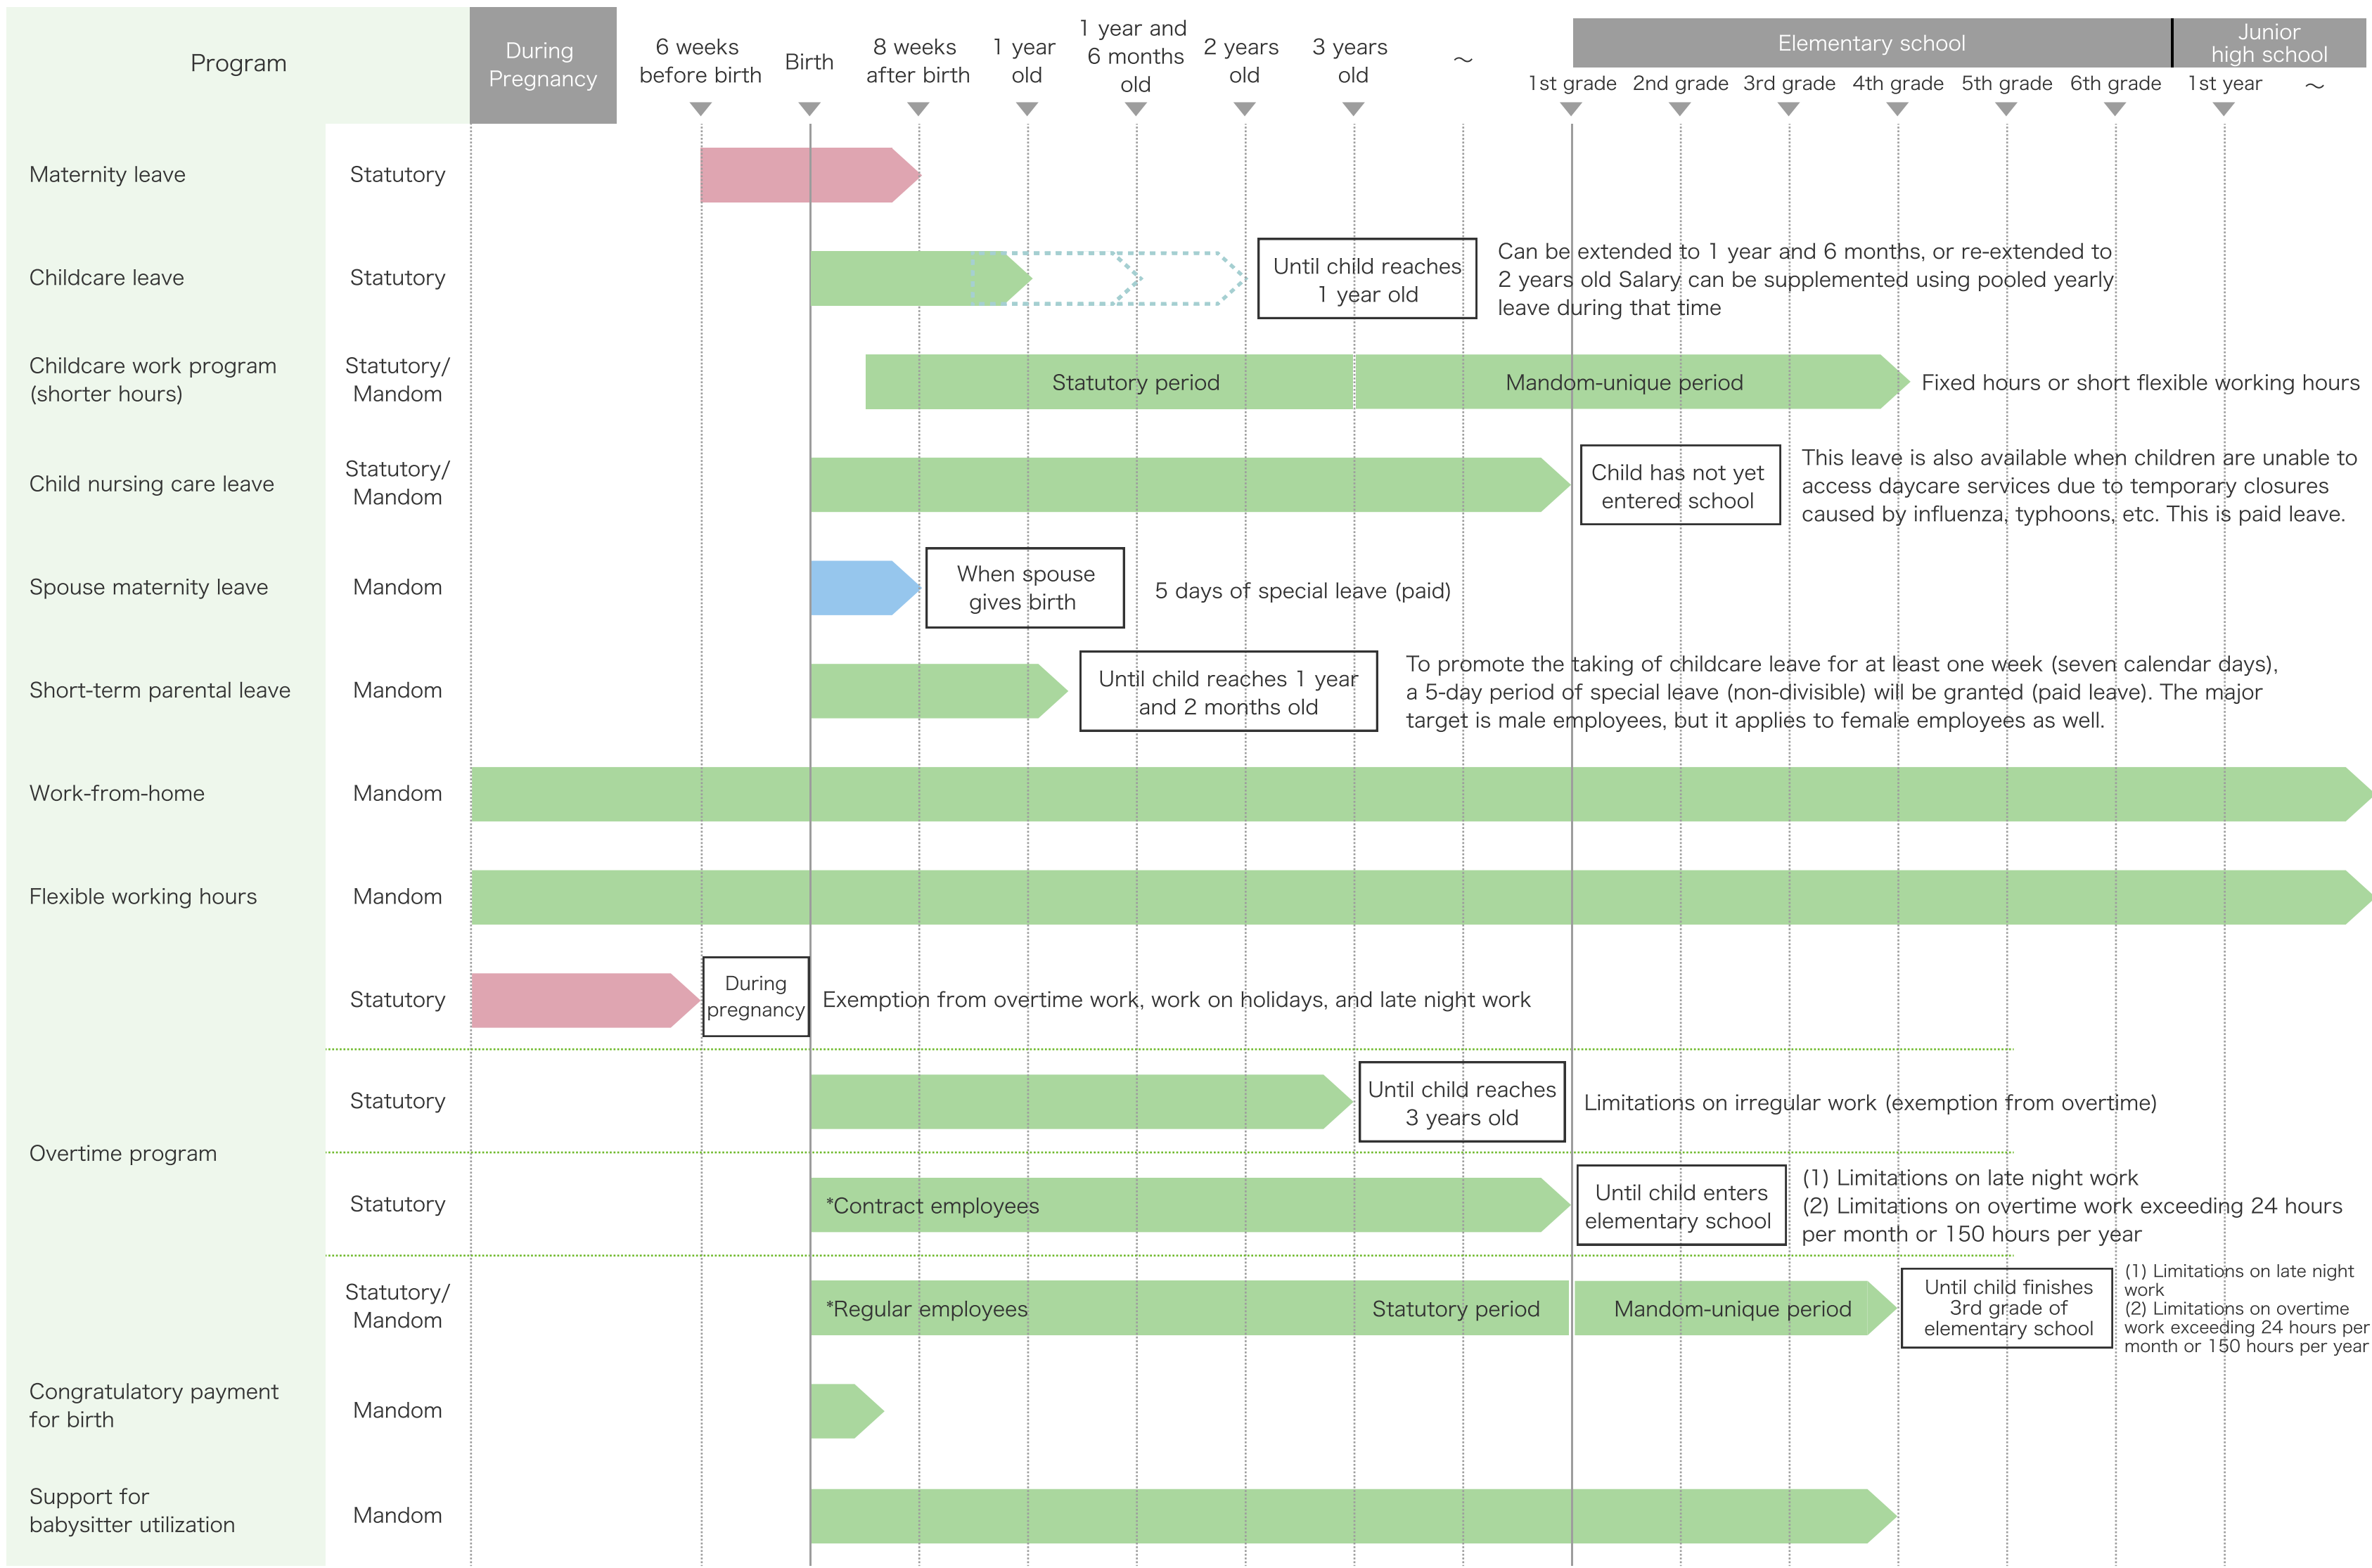 Program
During
Pregnancy
6 weeks
before birth
Birth
8 weeks
after birth
1 year
old
1 year and
6 months
old
2 years
old
3 years
old
～
Elementary school
1st grade
2nd grade
3rd grade
4th grade
5th grade
6th grade
Junior
high school
1st year
～
Maternity leave
Statutory
Childcare leave
Statutory
Until child reaches
1 year old
Can be extended to 1 year and 6 months, or re-extended to
2 years old Salary can be supplemented using pooled yearly
leave during that time
Childcare work program
(shorter hours)
Statutory/
Mandom
Statutory period
Mandom-unique period
Fixed hours or short flexible working hours
Child nursing care leave
Statutory/
Mandom
Child has not yet
entered school
This leave is also available when children are unable to
access daycare services due to temporary closures
caused by influenza, typhoons, etc. This is paid leave.
Spouse maternity leave
Mandom
When spouse
gives birth
5 days of special leave (paid)
Short-term parental leave
Mandom
Until child reaches 1 year
and 2 months old
To promote the taking of childcare leave for at least one week (seven calendar days),
a 5-day period of special leave (non-divisible) will be granted (paid leave). The major
target is male employees, but it applies to female employees as well.
Work-from-home
Mandom
Flexible working hours
Mandom
Overtime program
Statutory
During
pregnancy
Exemption from overtime work, work on holidays, and late night work
Statutory
Until child reaches
3 years old
Limitations on irregular work (exemption from overtime)
Statutory
*Contract employees
Until child enters
elementary school
(1) Limitations on late night work
(2) Limitations on overtime work exceeding 24 hours
per month or 150 hours per year
Statutory/
Mandom
*Regular employees
Statutory period
Mandom-unique period
Until child finishes
3rd grade of
elementary school
(1) Limitations on late night
work
(2) Limitations on overtime
work exceeding 24 hours per
month or 150 hours per year
Congratulatory payment
for birth
Mandom
Support for
babysitter utilization
Mandom